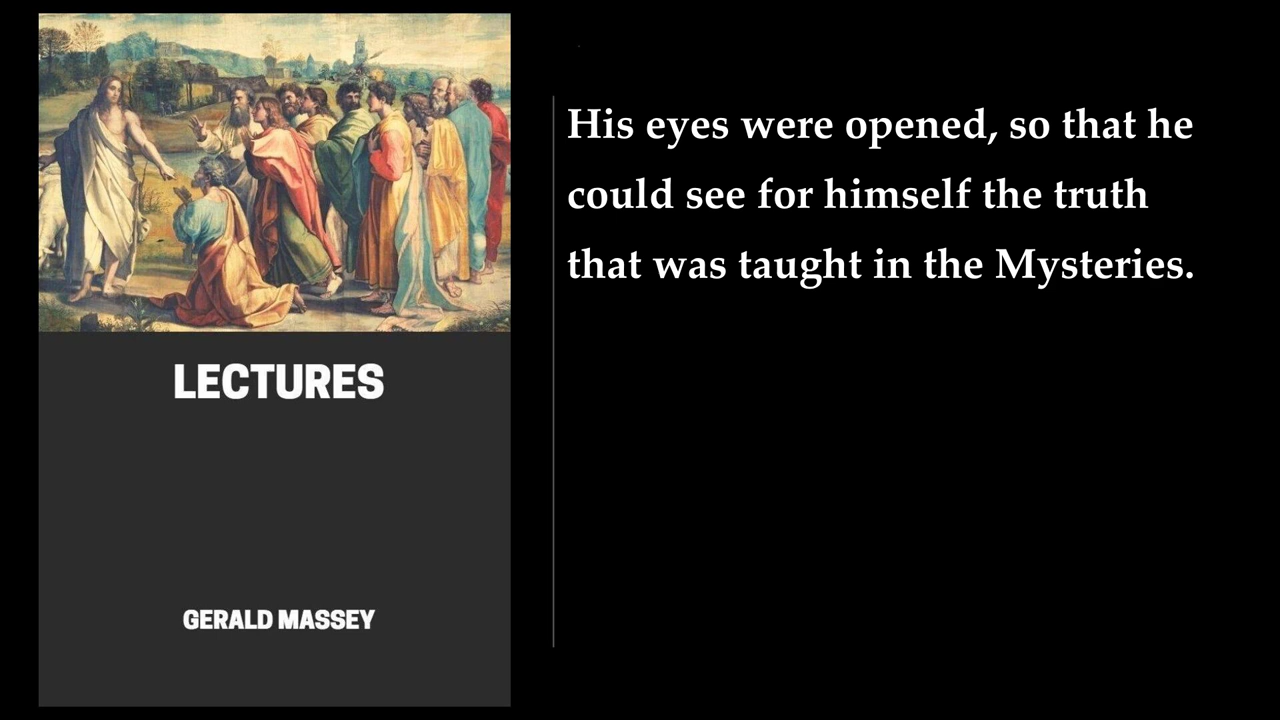 LECTURES
GERALD MASSEY
His eyes were opened, so that he
could see for himself the truth
that was taught in the Mysteries.